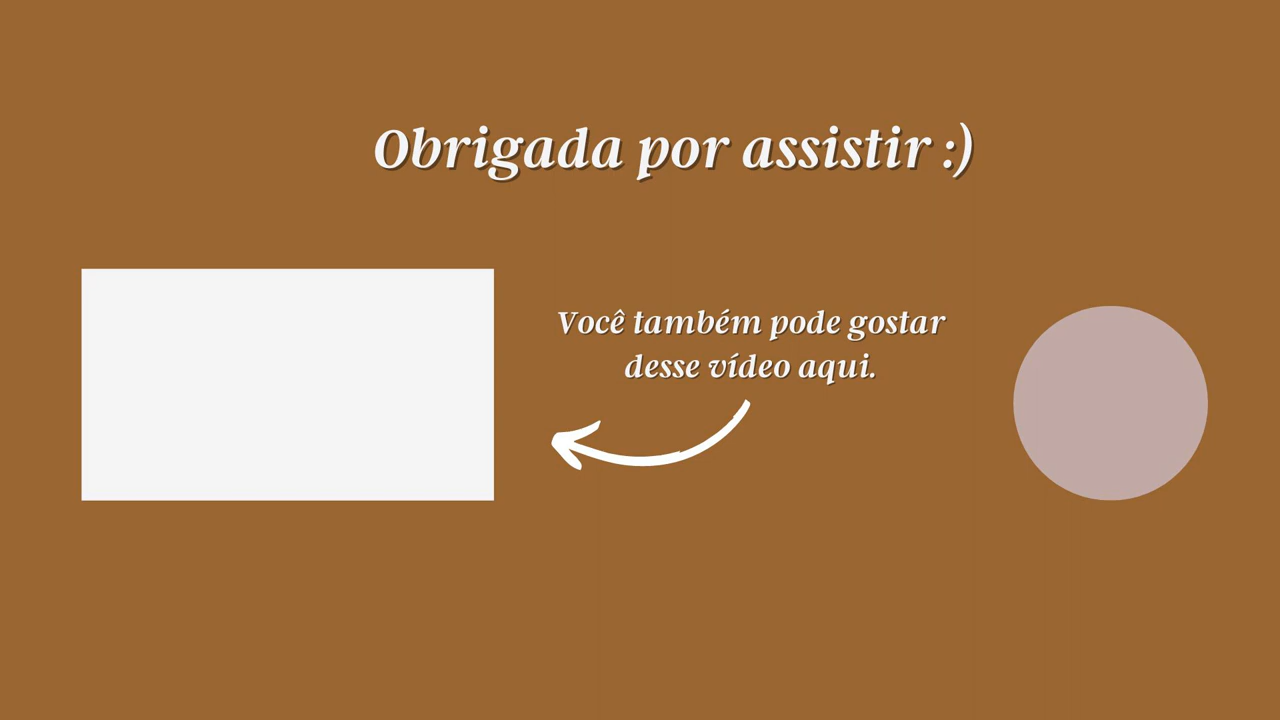 Obrigada por assistir :)
Você também pode gostar
desse vídeo aqui.